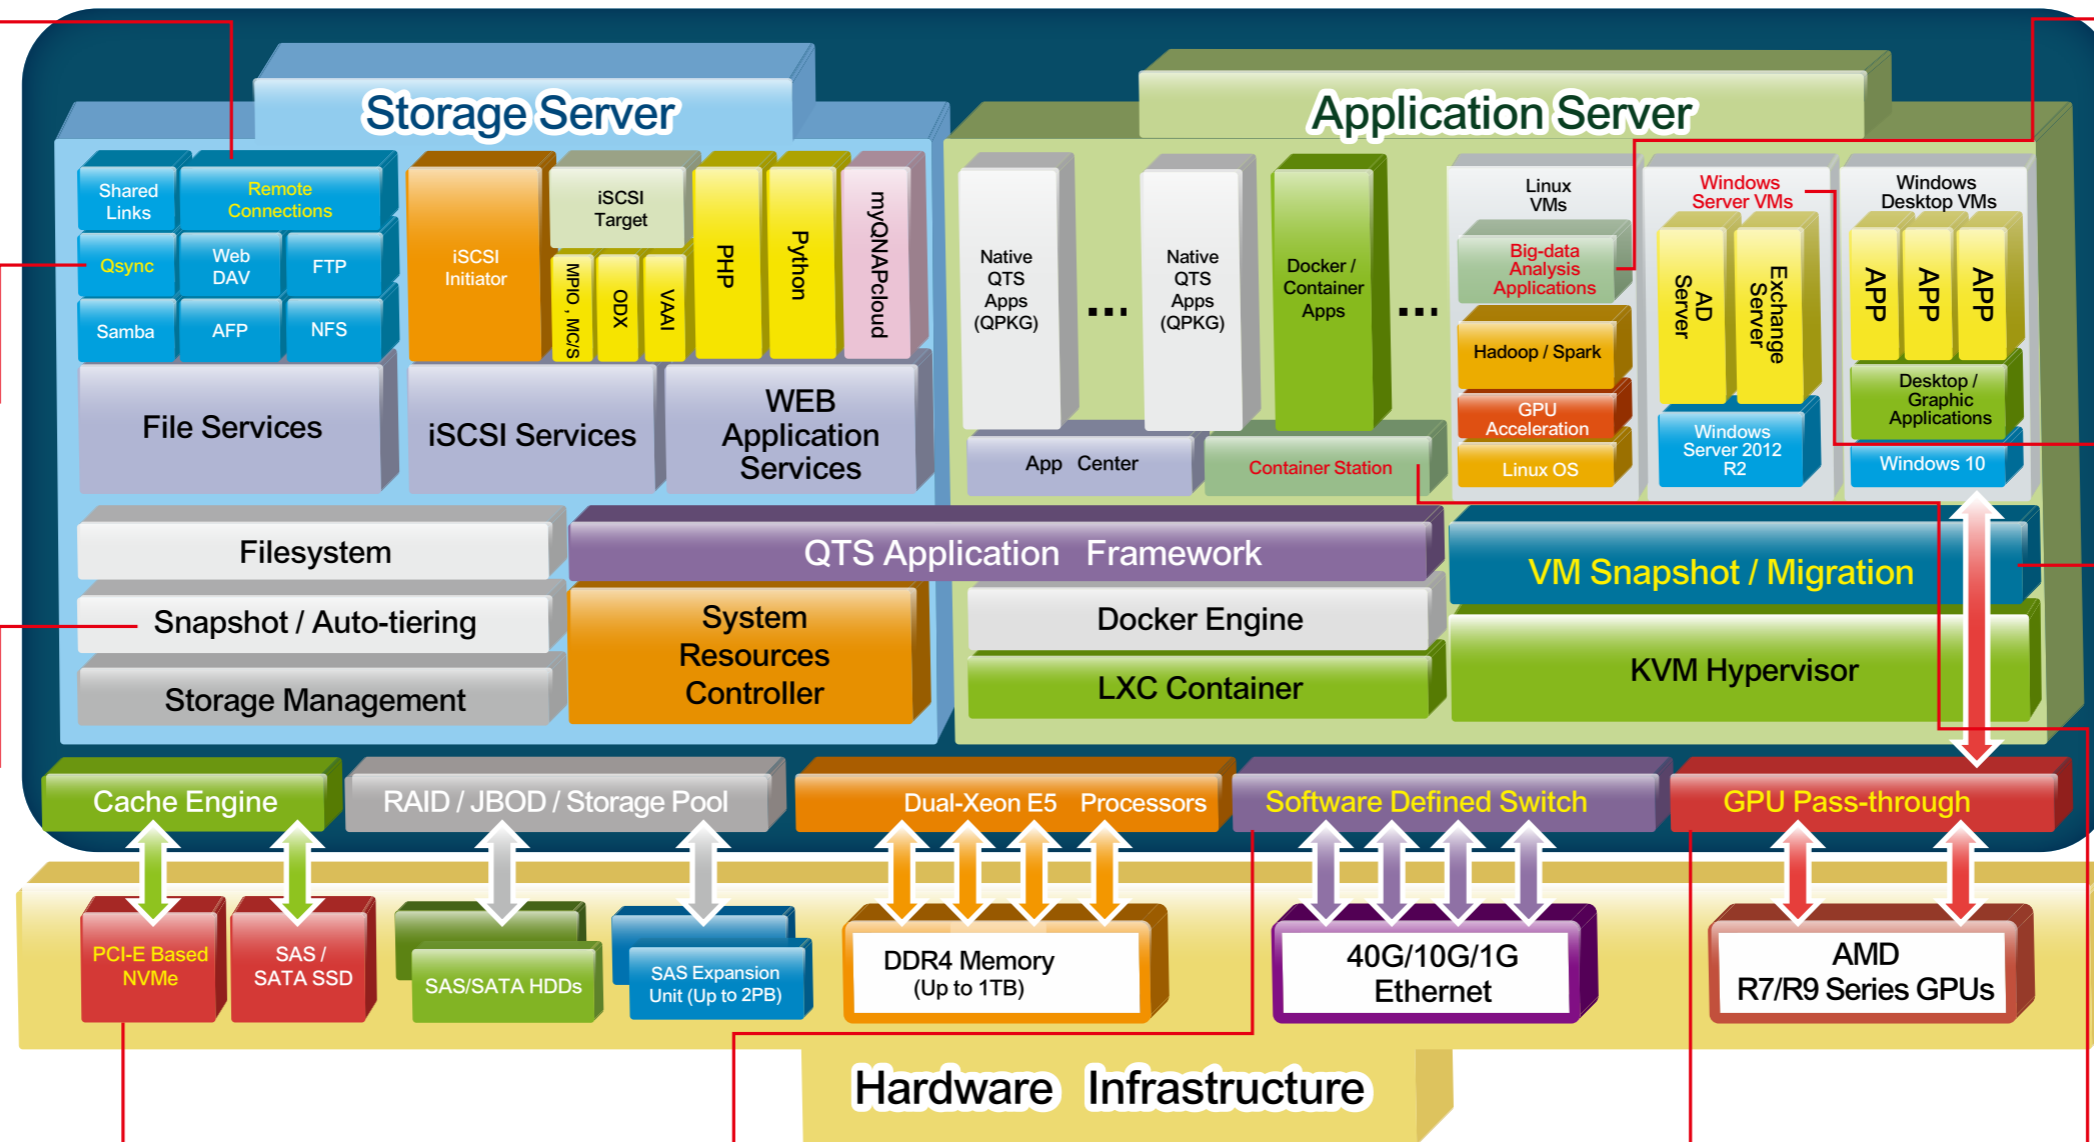 Storage Server
Application Server
Shared
Links
Remote
Connections
Qsync
Web
DAV
FTP
Samba
AFP
NFS
File Services
iSCSI
Initiator
iSCSI
Target
MPIO , MC/S
ODX
VAAI
PHP
Python
myQNAPcloud
iSCSI Services
WEB
Application
Services
Native
QTS
Apps
(QPKG)
...
Native
QTS
Apps
(QPKG)
Docker /
Container
Apps
...
App Center
Container Station
Linux
VMs
Big-data
Analysis
Applications
Hadoop / Spark
GPU
Acceleration
Linux OS
Windows
Server VMs
AD
Server
Exchange
Server
Windows
Server 2012
R2
Windows
Desktop VMs
APP
APP
APP
Desktop /
Graphic
Applications
Windows 10
Filesystem
QTS Application Framework
VM Snapshot / Migration
Snapshot / Auto-tiering
System
Resources
Controller
Docker Engine
KVM Hypervisor
Storage Management
LXC Container
Cache Engine
RAID / JBOD / Storage Pool
Dual-Xeon E5 Processors
Software Defined Switch
GPU Pass-through
PCI-E Based
NVMe
SAS /
SATA SSD
SAS/SATA HDDs
SAS Expansion
Unit (Up to 2PB)
DDR4 Memory
(Up to 1TB)
40G/10G/1G
Ethernet
AMD
R7/R9 Series GPUs
Hardware Infrastructure